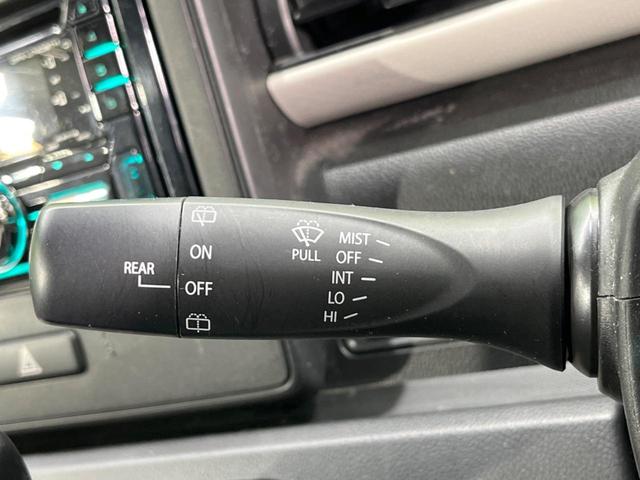 ON
REAR
OFF
PULL
MIST
OFF
INT
LO
HI